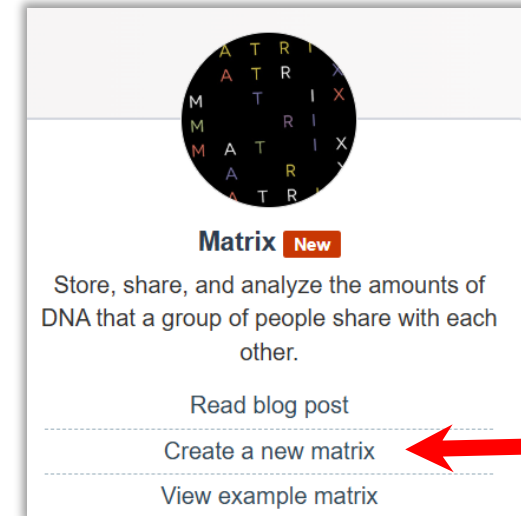 A T R I
A T R X
M T I X
M R I
M A T I X
A R X
A T R I
Matrix New
Store, share, and analyze the amounts of
DNA that a group of people share with each
other.
Read blog post
Create a new matrix
View example matrix